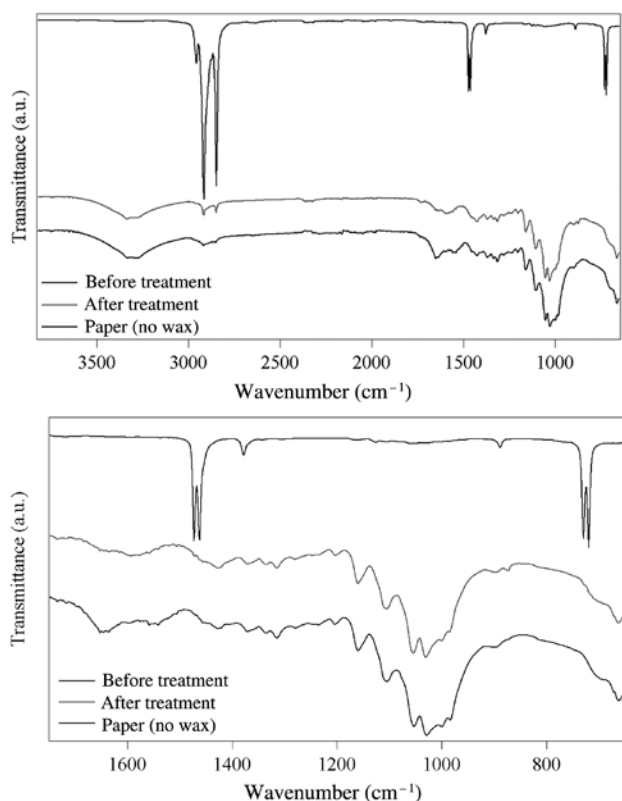 Transmittance (a.u.)
Before treatment
After treatment
Paper (no wax)
3500 3000 2500 2000 1500 1000
Wavenumber (cm⁻¹)
Transmittance (a.u.)
Before treatment
After treatment
Paper (no wax)
1600 1400 1200 1000 800
Wavenumber (cm⁻¹)